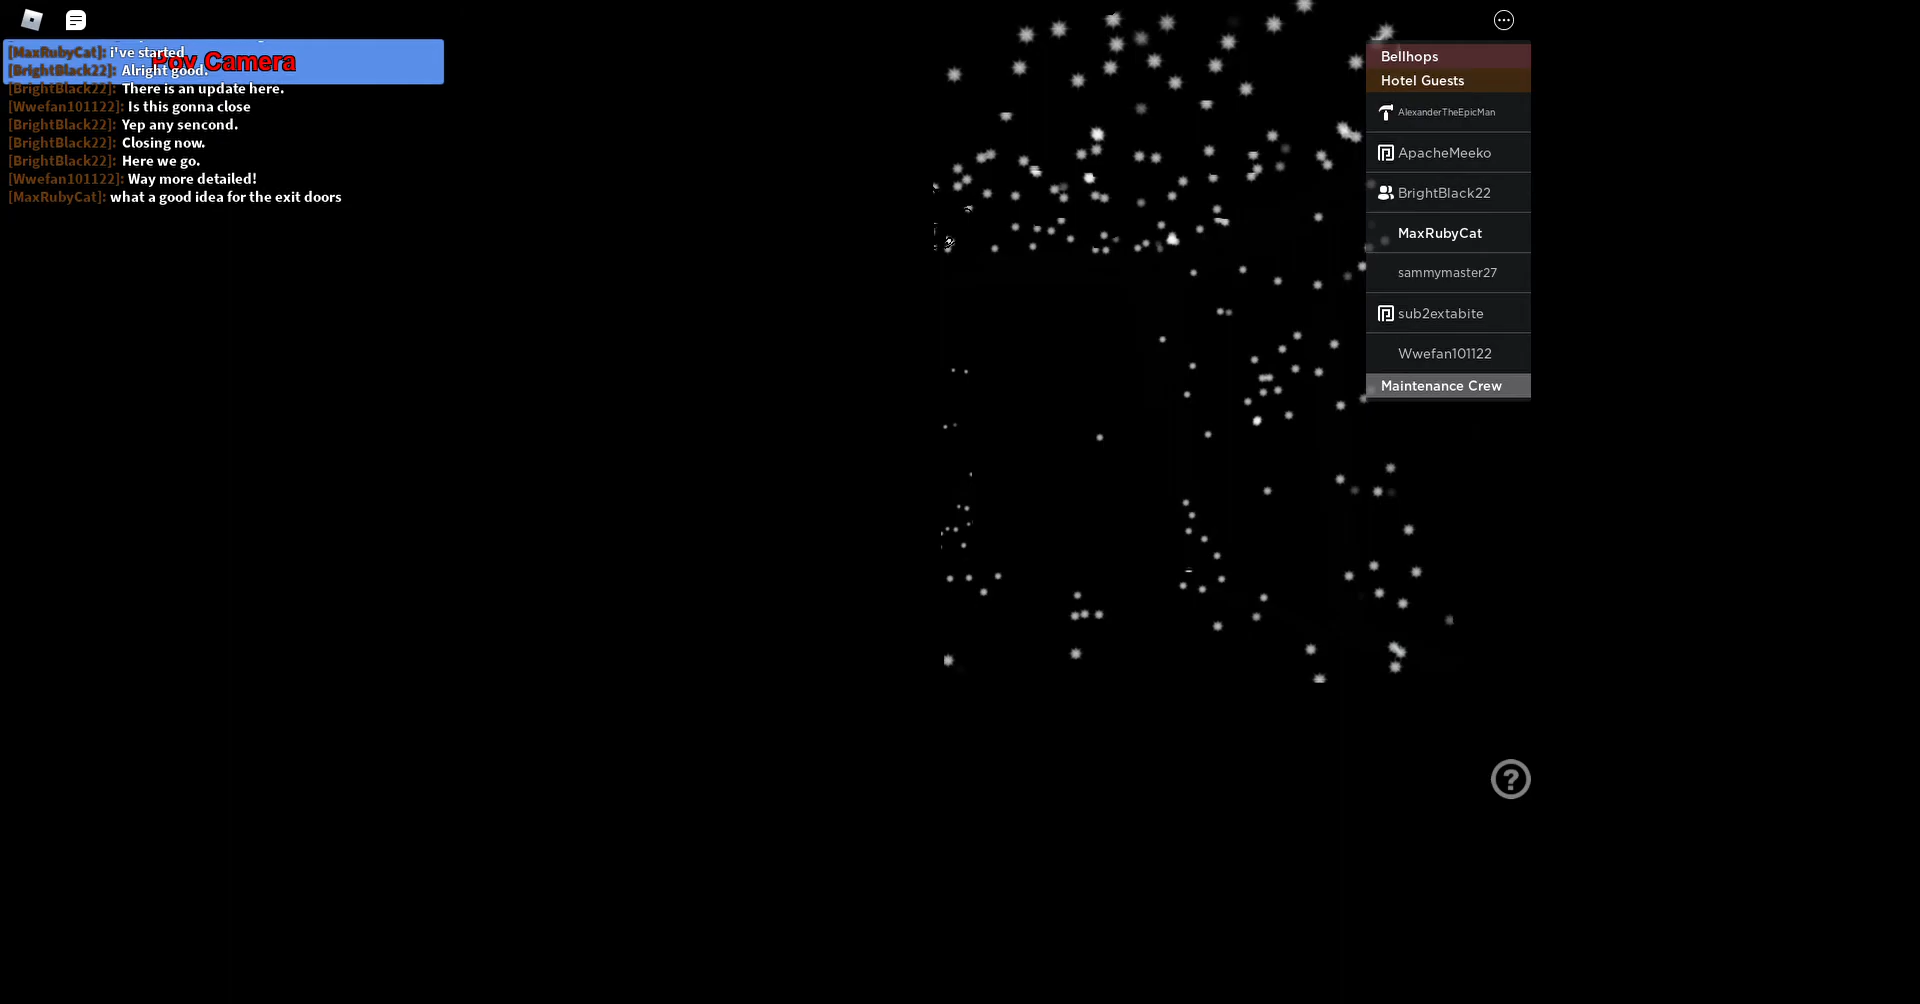 [MaxRubyCat]: i've started
Pov Camera
[BrightBlack22]: Alright good.
[BrightBlack22]: There is an update here.
[Wwefan101122]: Is this gonna close
[BrightBlack22]: Yep any sencond.
[BrightBlack22]: Closing now.
[BrightBlack22]: Here we go.
[Wwefan101122]: Way more detailed!
[MaxRubyCat]: what a good idea for the exit doors
Bellhops
Hotel Guests
AlexanderTheEpicMan
ApacheMeeko
BrightBlack22
MaxRubyCat
sammymaster27
sub2extabite
Wwefan101122
Maintenance Crew
?